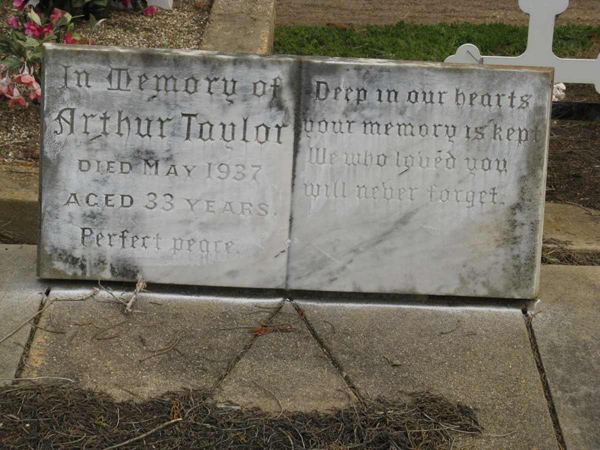 In Memory of
Arthur Taylor
DIED MAY 1937
AGED 33 YEARS.
Perfect peace.
Deep in our hearts
your memory is kept
We who loved you
will never forget.